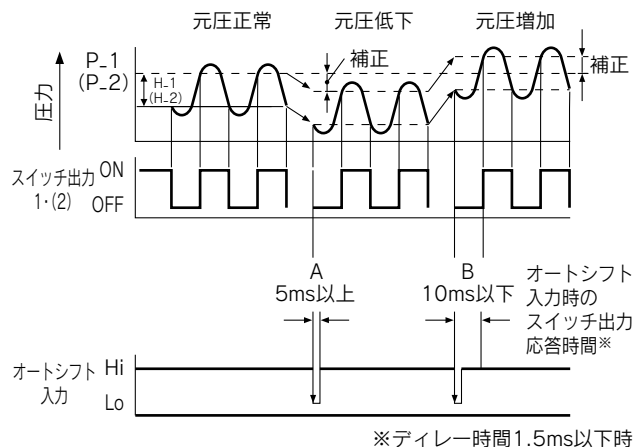 元圧正常
元圧低下
元圧増加
P_1
(P_2)
H-1
(H-2)
補正
補正
圧力
スイッチ出力
1・(2)
ON
OFF
A
5ms以上
B
10ms以下
オートシフト
入力時の
スイッチ出力
応答時間※
オートシフト
入力
Hi
Lo
※ディレー時間1.5ms以下時